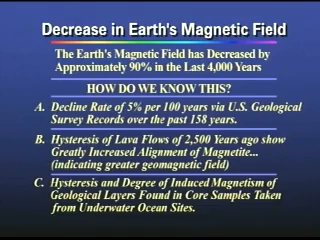 Decrease in Earth's Magnetic Field
The Earth's Magnetic Field has Decreased by
Approximately 90% in the Last 4,000 Years
HOW DO WE KNOW THIS?
A. Decline Rate of 5% per 100 years via U.S. Geological
Survey Records over the past 158 years.
B. Hysteresis of Lava Flows of 2,500 Years ago show
Greatly Increased Alignment of Magnetite...
(indicating greater geomagnetic field)
C. Hysteresis and Degree of Induced Magnetism of
Geological Layers Found in Core Samples Taken
from Underwater Ocean Sites.